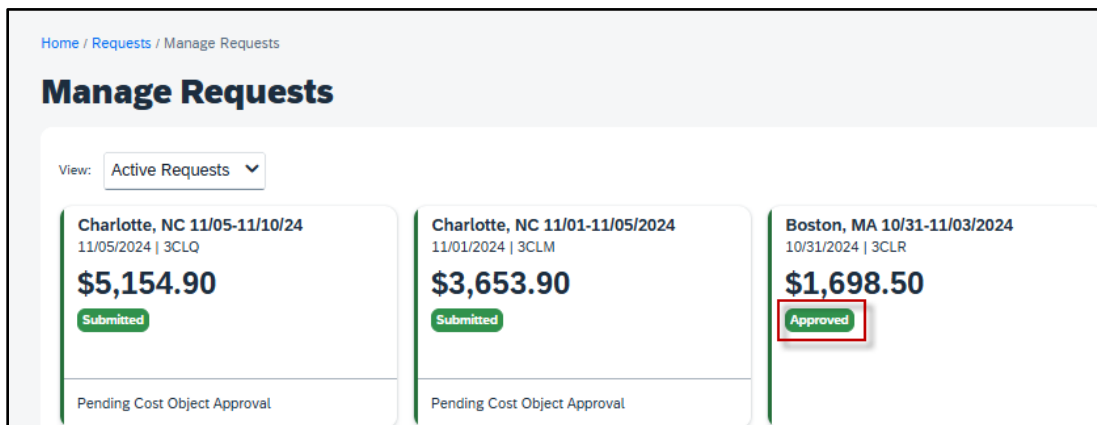 Home / Requests / Manage Requests
Manage Requests
View: Active Requests
Charlotte, NC 11/05-11/10/24
11/05/2024 | 3CLQ
$5,154.90
Submitted
Pending Cost Object Approval
Charlotte, NC 11/01-11/05/2024
11/01/2024 | 3CLM
$3,653.90
Submitted
Pending Cost Object Approval
Boston, MA 10/31-11/03/2024
10/31/2024 | 3CLR
$1,698.50
Approved